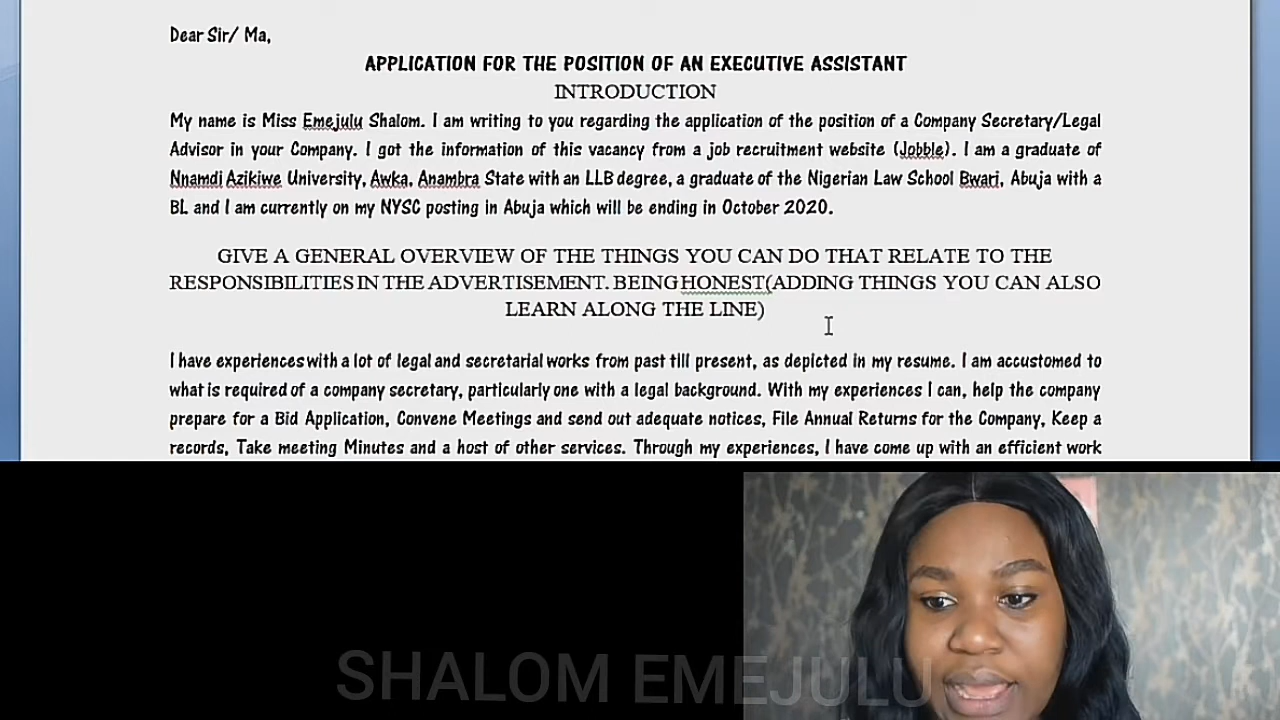 Dear Sir/ Ma,
APPLICATION FOR THE POSITION OF AN EXECUTIVE ASSISTANT
INTRODUCTION
My name is Miss Emejulu Shalom. I am writing to you regarding the application of the position of a Company Secretary/Legal
Advisor in your Company. I got the information of this vacancy from a job recruitment website (Jobble). I am a graduate of
Nnamdi Azikiwe University, Awka, Anambra State with an LLB degree, a graduate of the Nigerian Law School Bwari, Abuja with a
BL and I am currently on my NYSC posting in Abuja which will be ending in October 2020.
GIVE A GENERAL OVERVIEW OF THE THINGS YOU CAN DO THAT RELATE TO THE
RESPONSIBILITIES IN THE ADVERTISEMENT. BEING HONEST(ADDING THINGS YOU CAN ALSO
LEARN ALONG THE LINE)
I have experiences with a lot of legal and secretarial works from past till present, as depicted in my resume. I am accustomed to
what is required of a company secretary, particularly one with a legal background. With my experiences I can, help the company
prepare for a Bid Application, Convene Meetings and send out adequate notices, File Annual Returns for the Company, Keep a
records, Take meeting Minutes and a host of other services. Through my experiences, I have come up with an efficient work
SHALOM EMEJULU